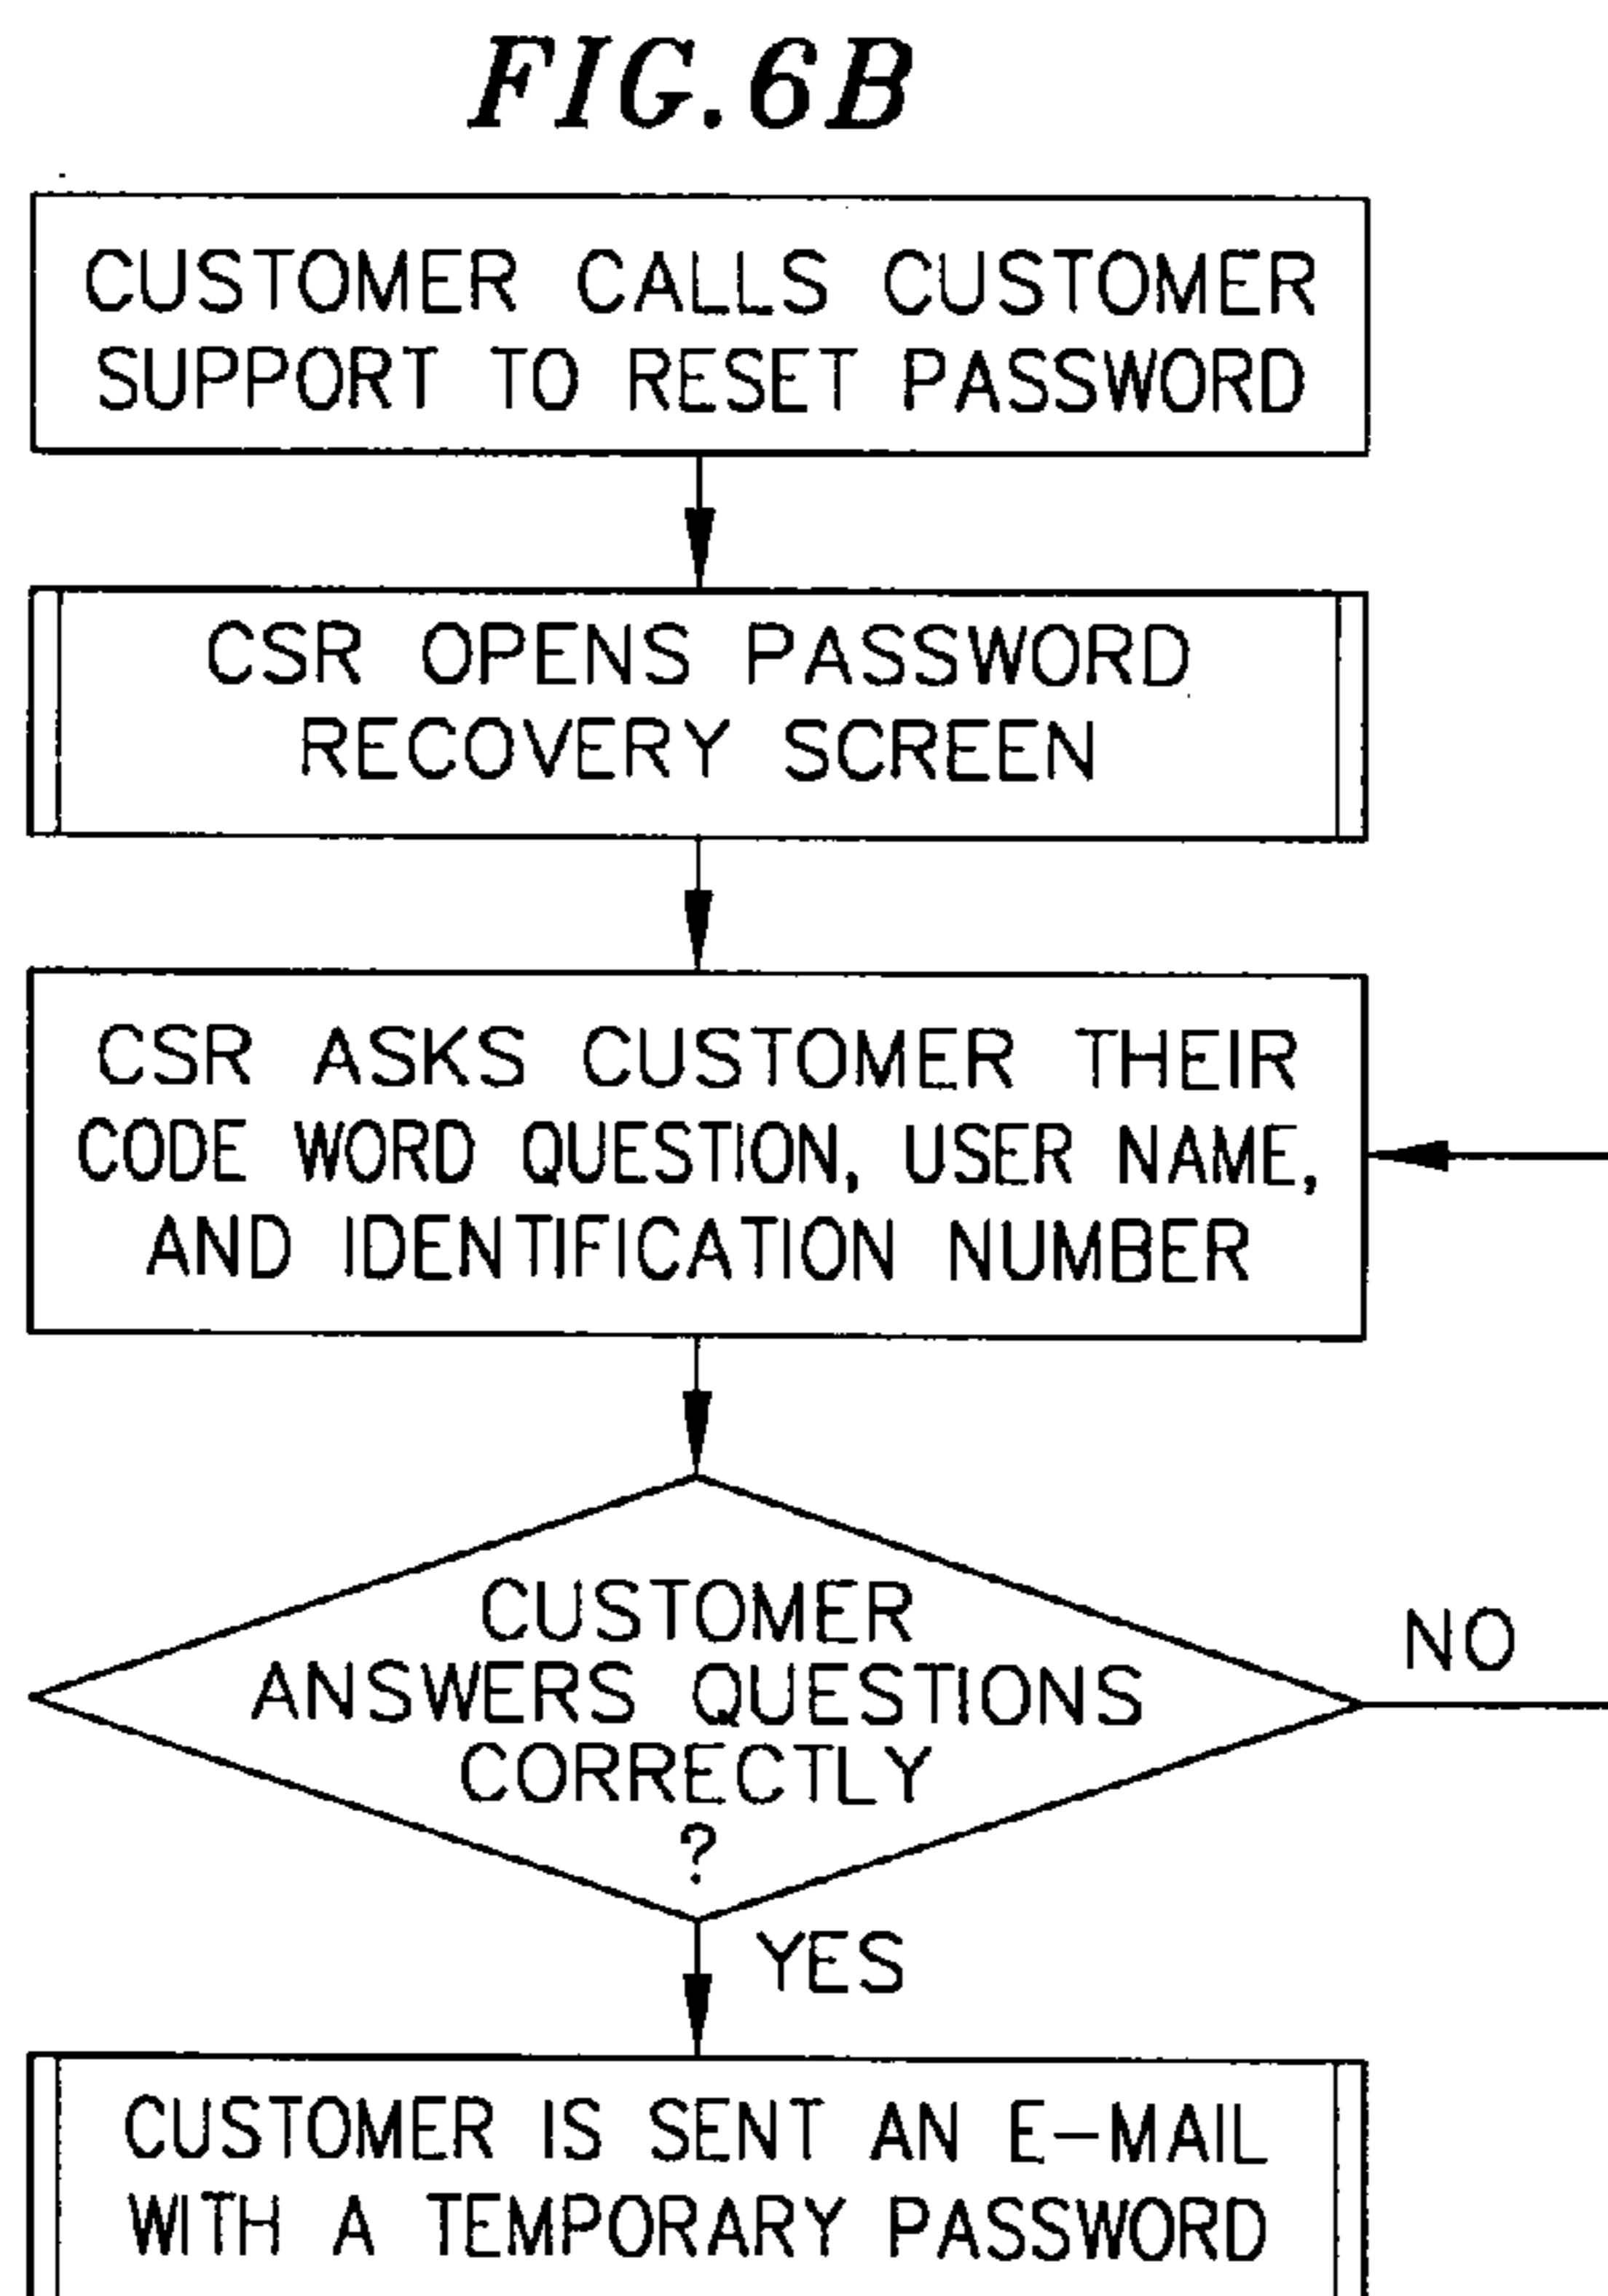 FIG.6B
CUSTOMER CALLS CUSTOMER
SUPPORT TO RESET PASSWORD
CSR OPENS PASSWORD
RECOVERY SCREEN
CSR ASKS CUSTOMER THEIR
CODE WORD QUESTION, USER NAME,
AND IDENTIFICATION NUMBER
CUSTOMER
ANSWERS QUESTIONS
CORRECTLY
?
NO
YES
CUSTOMER IS SENT AN E-MAIL
WITH A TEMPORARY PASSWORD